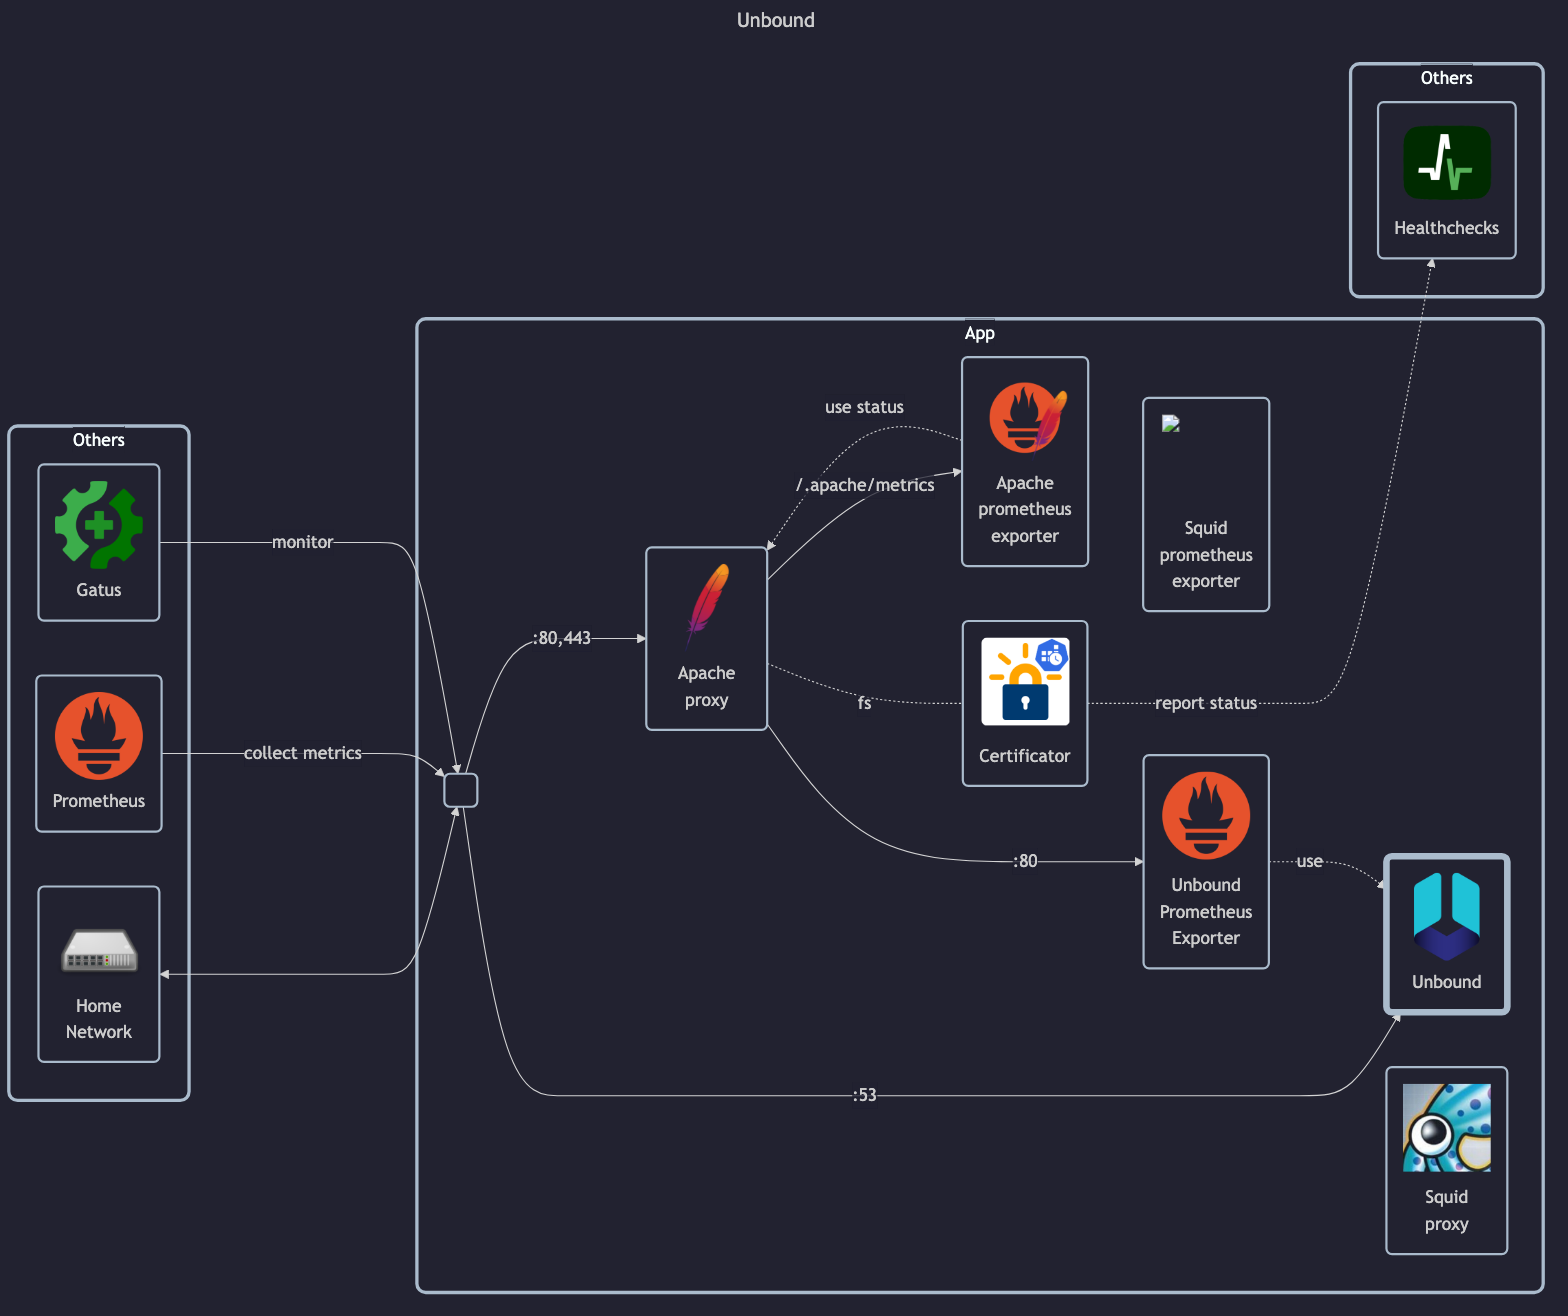 Unbound
Others
Healthchecks
App
use status
/.apache/metrics
Apache
prometheus
exporter
Squid
prometheus
exporter
Others
Gatus
monitor
:80,443
Apache
proxy
fs
Certificator
report status
Prometheus
collect metrics
:80
Unbound
Prometheus
Exporter
use
Unbound
Home
Network
:53
Squid
proxy